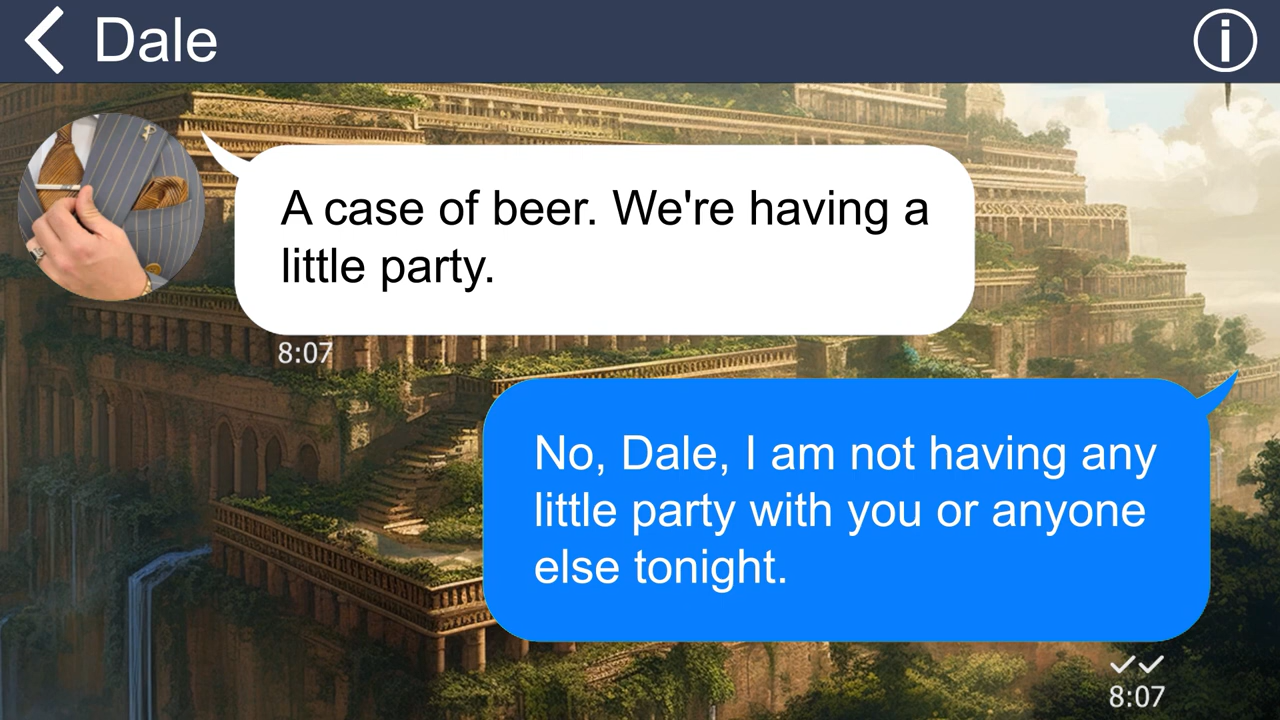 Dale
A case of beer. We're having a
little party.
8:07
No, Dale, I am not having any
little party with you or anyone
else tonight.
8:07